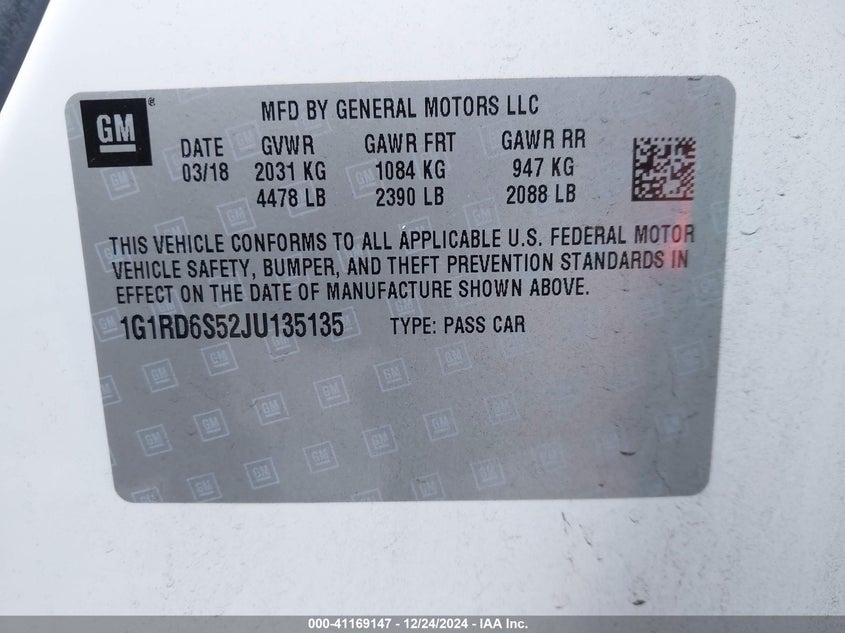 GM ®
MFD BY GENERAL MOTORS LLC
DATE GVWR GAWR FRT GAWR RR
03/18 2031 KG 1084 KG 947 KG
4478 LB 2390 LB 2088 LB
THIS VEHICLE CONFORMS TO ALL APPLICABLE U.S. FEDERAL MOTOR
VEHICLE SAFETY, BUMPER, AND THEFT PREVENTION STANDARDS IN
EFFECT ON THE DATE OF MANUFACTURE SHOWN ABOVE.
1G1RD6S52JU135135 TYPE: PASS CAR
000-41169147 - 12/24/2024 - IAA Inc.